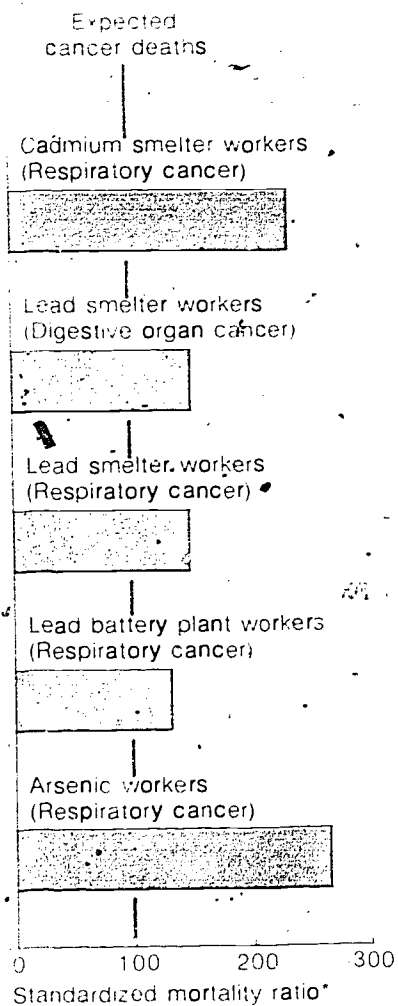 Expected
cancer deaths
Cadmium smelter workers
(Respiratory cancer)
Lead smelter workers
(Digestive organ cancer)
Lead smelter workers
(Respiratory cancer)
Lead battery plant workers
(Respiratory cancer)
Arsenic workers
(Respiratory cancer)
0 100 200 300
Standardized mortality ratio*